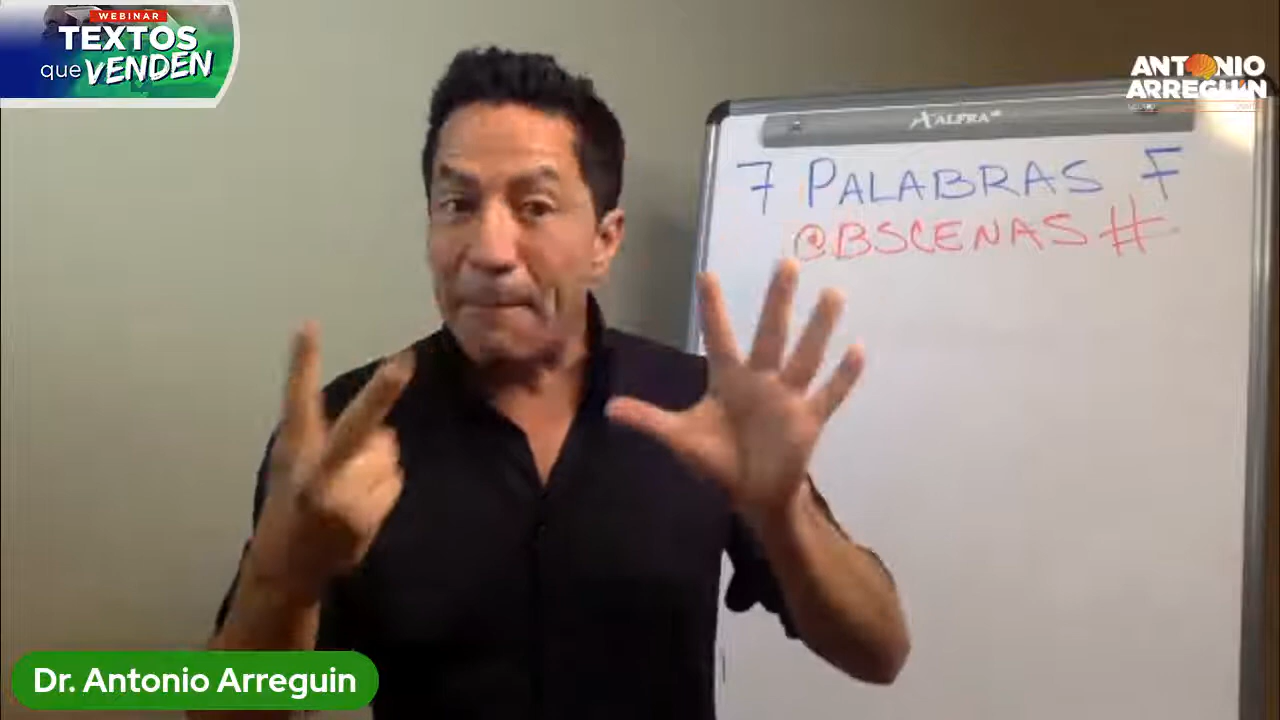 WEBINAR
TEXTOS
que VENDEN
ANTONIO
ARREGUIN
ALFRA
7 PALABRAS F
@BSCENAS #
Dr. Antonio Arreguin